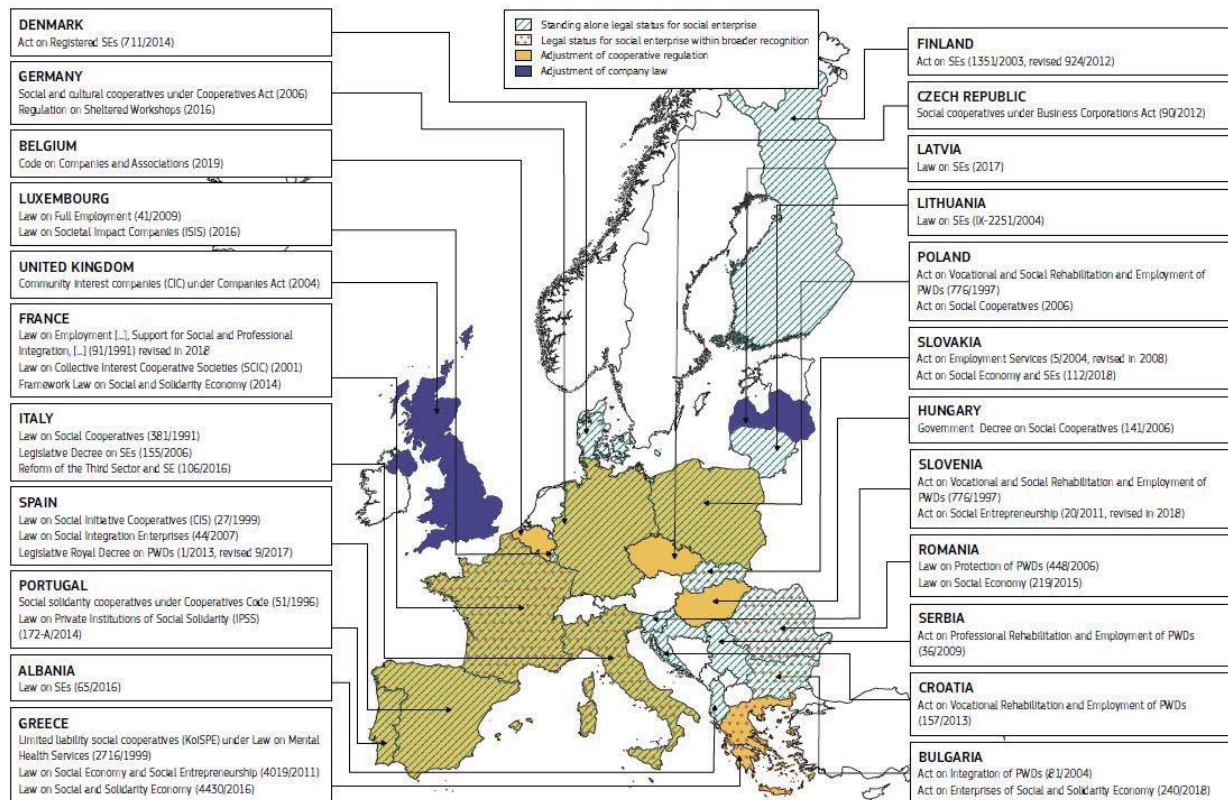 DENMARK
Act on Registered SEs (711/2014)
GERMANY
Social and cultural cooperatives under Cooperatives Act (2006)
Regulation on Sheltered Workshops (2016)
BELGIUM
Code on Companies and Associations (2019)
LUXEMBOURG
Law on Full Employment (41/2009)
Law on Societal Impact Companies (ISIS) (2016)
UNITED KINGDOM
Community Interest companies (CIC) under Companies Act (2004)
FRANCE
Law on Employment [...], Support for Social and Professional
Integration, [...] (91/1991) revised in 2018
Law on Collective Interest Cooperative Societies (SCIC) (2001)
Framework Law on Social and Solidarity Economy (2014)
ITALY
Law on Social Cooperatives (381/1991)
Legislative Decree on SEs (155/2006)
Reform of the Third Sector and SE (106/2016)
SPAIN
Law on Social Initiative Cooperatives (CIS) (27/1999)
Law on Social Integration Enterprises (44/2007)
Legislative Royal Decree on PWDs (1/2013, revised 9/2017)
PORTUGAL
Social solidarity cooperatives under Cooperatives Code (51/1996)
Law on Private Institutions of Social Solidarity (IPSS)
(172-A/2014)
ALBANIA
Law on SEs (65/2016)
GREECE
Limited liability social cooperatives (KoISPE) under Law on Mental
Health Services (2716/1999)
Law on Social Economy and Social Entrepreneurship (4019/2011)
Law on Social and Solidarity Economy (4430/2016)
Standing alone legal status for social enterprise
Legal status for social enterprise within broader recognition
Adjustment of cooperative regulation
Adjustment of company law
FINLAND
Act on SEs (1351/2003, revised 924/2012)
CZECH REPUBLIC
Social cooperatives under Business Corporations Act (90/2012)
LATVIA
Law on SEs (2017)
LITHUANIA
Law on SEs (IX-2251/2004)
POLAND
Act on Vocational and Social Rehabilitation and Employment of
PWDs (776/1997)
Act on Social Cooperatives (2006)
SLOVAKIA
Act on Employment Services (5/2004, revised in 2008)
Act on Social Economy and SEs (112/2018)
HUNGARY
Government Decree on Social Cooperatives (141/2006)
SLOVENIA
Act on Vocational and Social Rehabilitation and Employment of
PWDs (776/1997)
Act on Social Entrepreneurship (20/2011, revised in 2018)
ROMANIA
Law on Protection of PWDs (448/2006)
Law on Social Economy (219/2015)
SERBIA
Act on Professional Rehabilitation and Employment of PWDs
(36/2009)
CROATIA
Act on Vocational Rehabilitation and Employment of PWDs
(157/2013)
BULGARIA
Act on Integration of PWDs (81/2004)
Act on Enterprises of Social and Solidarity Economy (240/2018)